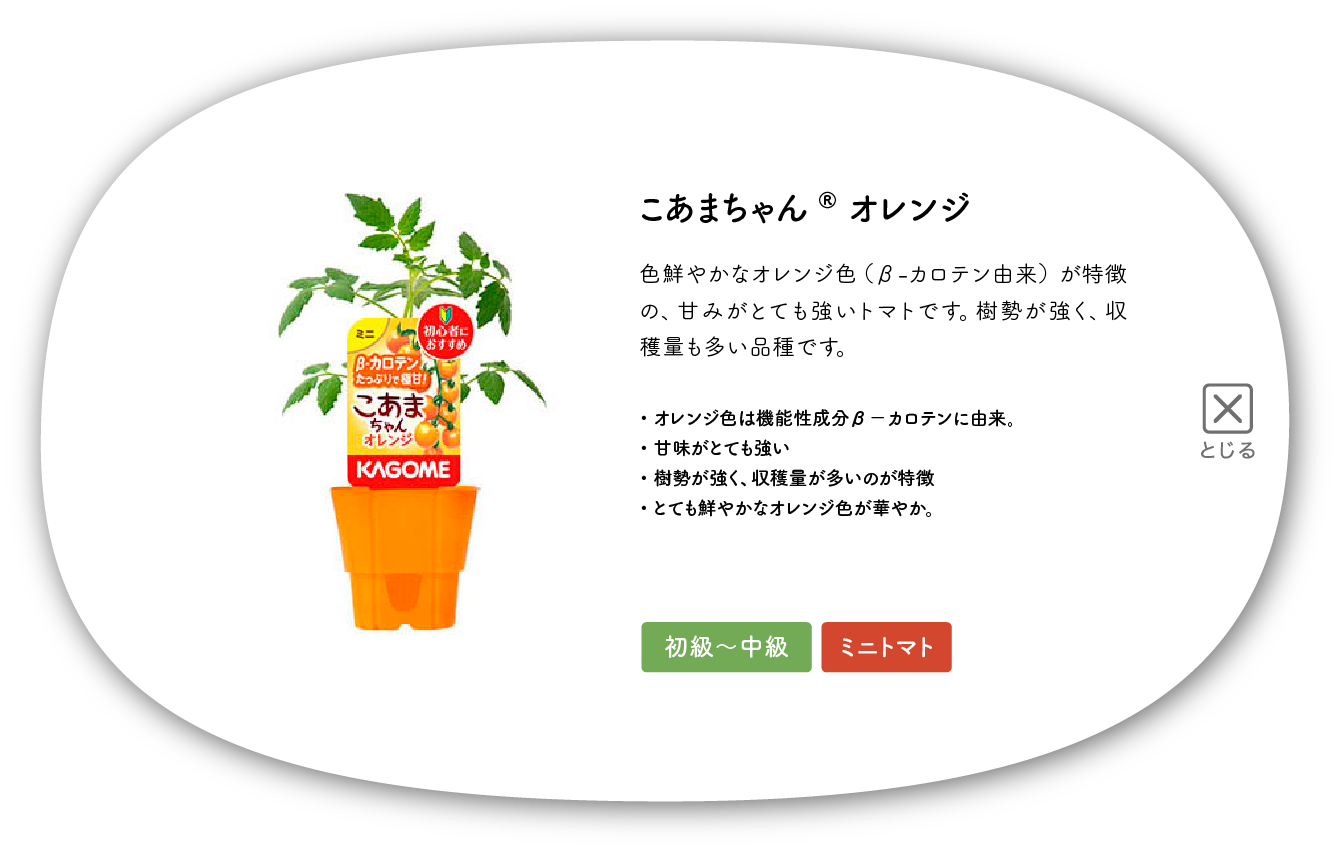 こあまちゃん ® オレンジ
色鮮やかなオレンジ色（β-カロテン由来）が特徴
の、甘みがとても強いトマトです。樹勢が強く、収
穫量も多い品種です。
・オレンジ色は機能性成分β－カロテンに由来。
・甘味がとても強い
・樹勢が強く、収穫量が多いのが特徴
・とても鮮やかなオレンジ色が華やか。
初級～中級
ミニトマト
とじる
ミニ
初心者に
おすすめ
β-カロテン
たっぷりで極甘!
こあま
ちゃん
オレンジ
KAGOME